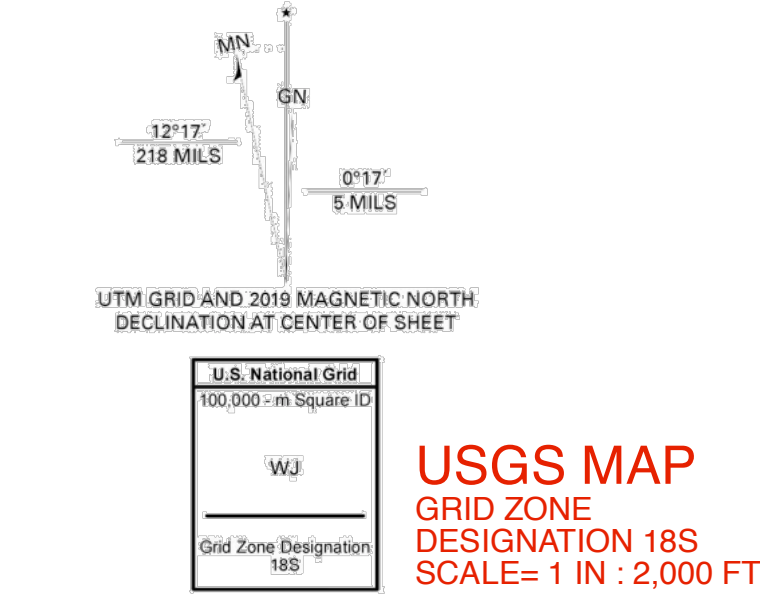 MN
GN
12°17´
218 MILS
0°17´
5 MILS
UTM GRID AND 2019 MAGNETIC NORTH
DECLINATION AT CENTER OF SHEET
U.S. National Grid
100,000 - m Square ID
WJ
Grid Zone Designation
18S
USGS MAP
GRID ZONE
DESIGNATION 18S
SCALE= 1 IN : 2,000 FT